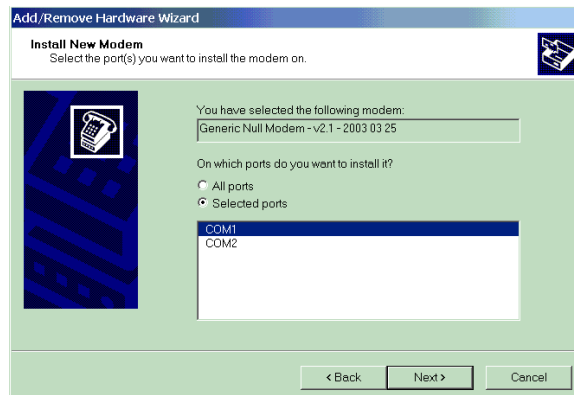 Add/Remove Hardware Wizard
Install New Modem
Select the port(s) you want to install the modem on.
You have selected the following modem:
Generic Null Modem - v2.1 - 2003 03 25
On which ports do you want to install it?
All ports
Selected ports
COM1
COM2
< Back
Next >
Cancel